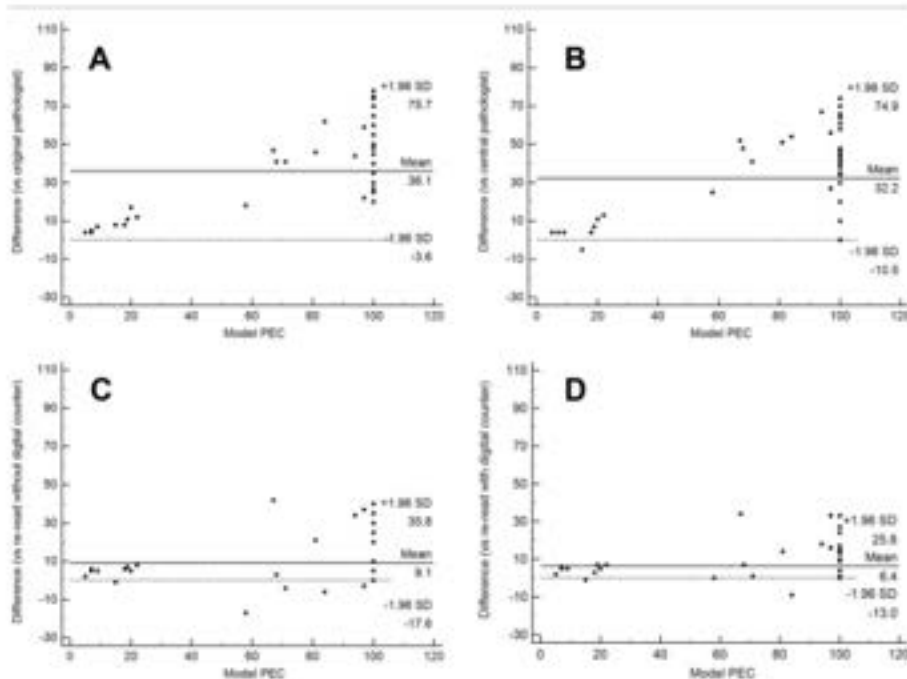 A
Difference (vs original pathologist)
110
90
70
50
30
10
-10
-30
+1.96 SD
75.7
Mean
36.1
-1.96 SD
-3.6
0 20 40 60 80 100 120
Model PEC
B
Difference (vs central pathologist)
110
90
70
50
30
10
-10
-30
+1.96 SD
74.9
Mean
32.2
-1.96 SD
0 20 40 60 80 100 120
Model PEC
C
Difference (vs re-read without digital counter)
110
90
70
50
30
10
-10
-30
+1.96 SD
35.8
Mean
9.1
-1.96 SD
-17.6
0 20 40 60 80 100 120
Model PEC
D
Difference (vs re-read with digital counter)
110
90
70
50
30
10
-10
-30
+1.96 SD
25.8
Mean
6.4
-1.96 SD
-13.0
0 20 40 60 80 100 120
Model PEC